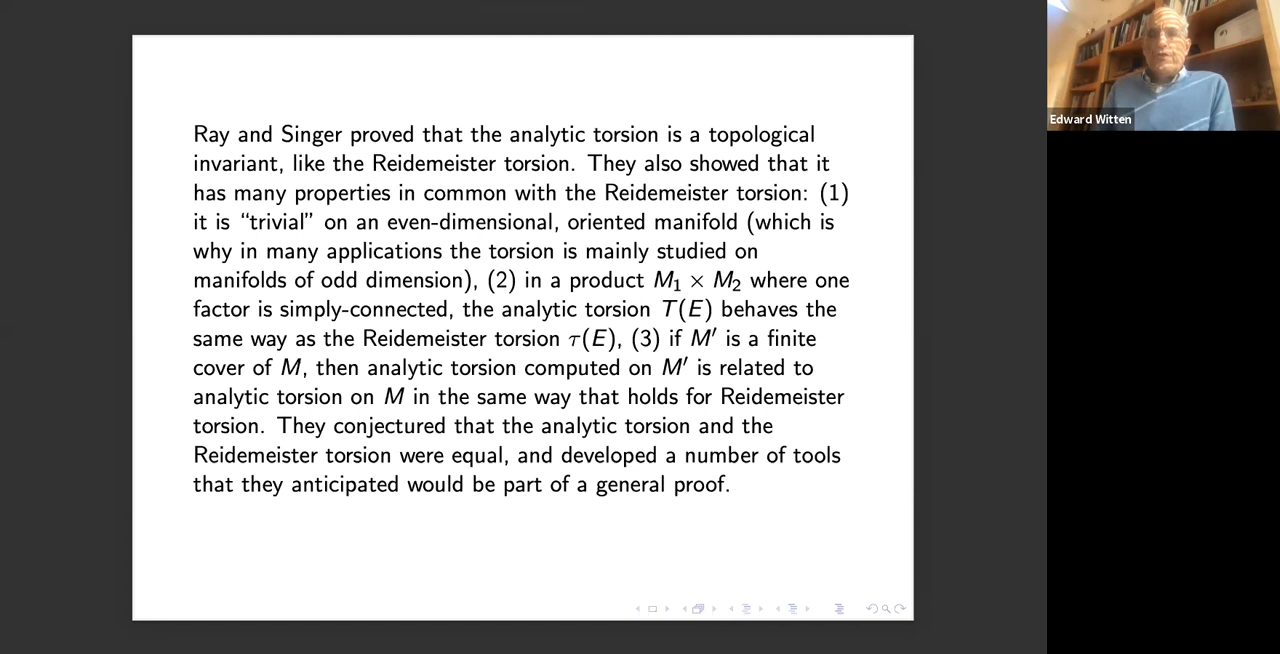 Ray and Singer proved that the analytic torsion is a topological
invariant, like the Reidemeister torsion. They also showed that it
has many properties in common with the Reidemeister torsion: (1)
it is “trivial” on an even-dimensional, oriented manifold (which is
why in many applications the torsion is mainly studied on
manifolds of odd dimension), (2) in a product M₁ × M₂ where one
factor is simply-connected, the analytic torsion T(E) behaves the
same way as the Reidemeister torsion τ(E), (3) if M′ is a finite
cover of M, then analytic torsion computed on M′ is related to
analytic torsion on M in the same way that holds for Reidemeister
torsion. They conjectured that the analytic torsion and the
Reidemeister torsion were equal, and developed a number of tools
that they anticipated would be part of a general proof.
Edward Witten